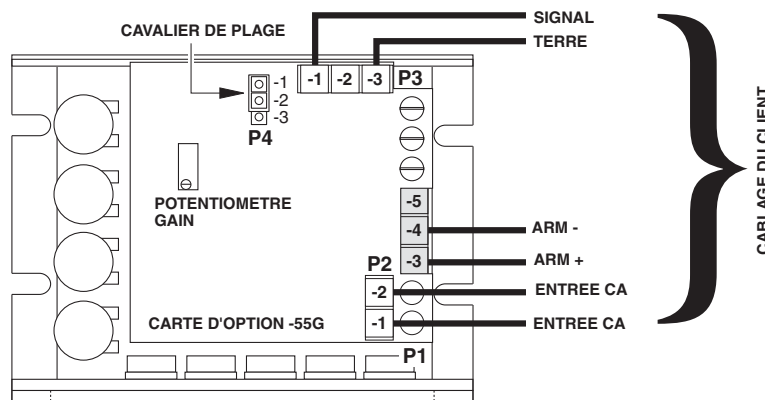 SIGNAL
CAVALIER DE PLAGE
TERRE
-1 -2 -3 P3
-1
-2
-3
P4
POTENTIOMETRE
GAIN
-5
-4
ARM -
-3
ARM +
P2
-2
ENTREE CA
-1
ENTREE CA
CARTE D'OPTION -55G
P1
CABLAGE DU CLIENT